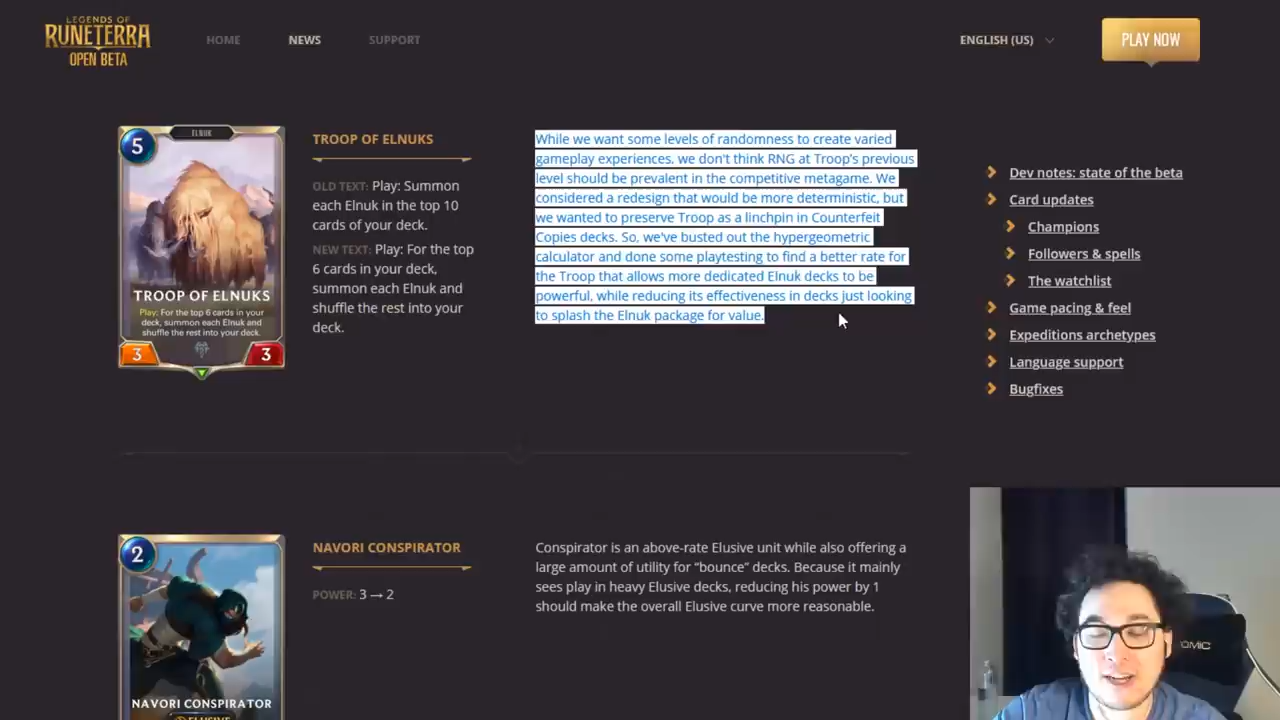 LEGENDS OF
RUNETERRA
OPEN BETA
HOME
NEWS
SUPPORT
ENGLISH (US)
PLAY NOW
5
ELNUK
TROOP OF ELNUKS
Play: For the top 6 cards in your
deck, summon each Elnuk and
shuffle the rest into your deck.
3
3
TROOP OF ELNUKS
OLD TEXT: Play: Summon
each Elnuk in the top 10
cards of your deck.
NEW TEXT: Play: For the top
6 cards in your deck,
summon each Elnuk and
shuffle the rest into your
deck.
While we want some levels of randomness to create varied
gameplay experiences, we don't think RNG at Troop's previous
level should be prevalent in the competitive metagame. We
considered a redesign that would be more deterministic, but
we wanted to preserve Troop as a linchpin in Counterfeit
Copies decks. So, we've busted out the hypergeometric
calculator and done some playtesting to find a better rate for
the Troop that allows more dedicated Elnuk decks to be
powerful, while reducing its effectiveness in decks just looking
to splash the Elnuk package for value.
Dev notes: state of the beta
Card updates
Champions
Followers & spells
The watchlist
Game pacing & feel
Expeditions archetypes
Language support
Bugfixes
2
NAVORI CONSPIRATOR
ELUSIVE
NAVORI CONSPIRATOR
POWER: 3 → 2
Conspirator is an above-rate Elusive unit while also offering a
large amount of utility for “bounce” decks. Because it mainly
sees play in heavy Elusive decks, reducing his power by 1
should make the overall Elusive curve more reasonable.